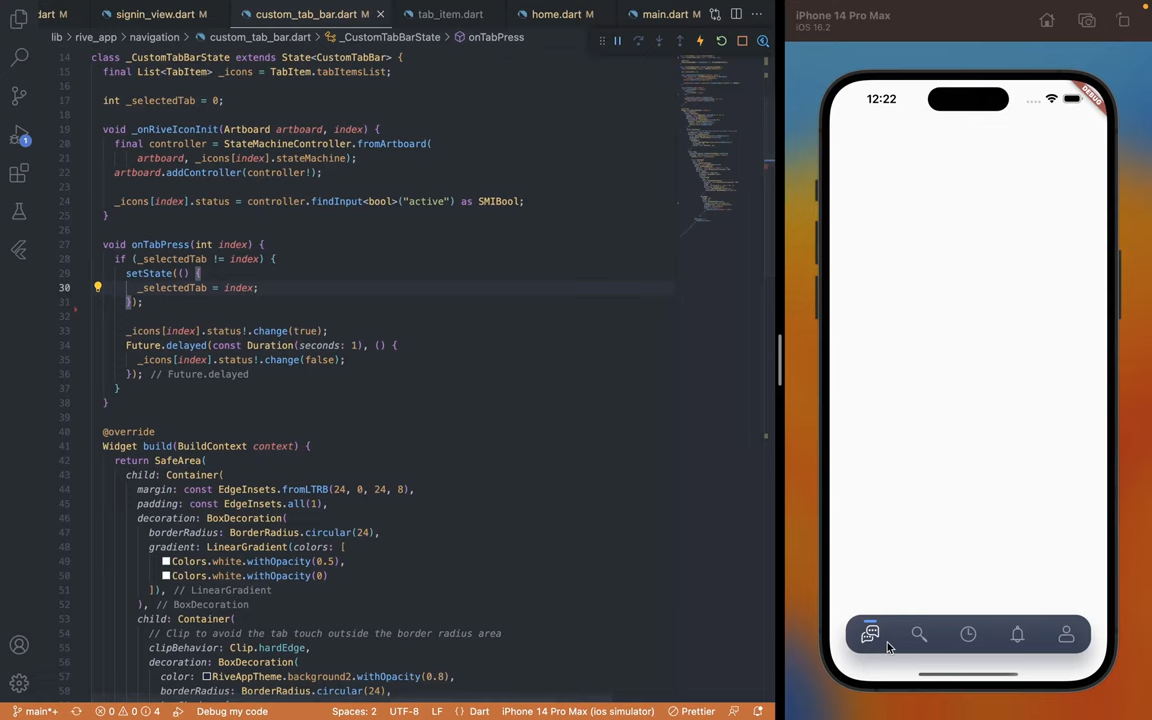 dart
signin_view.dart M
custom_tab_bar.dart M
tab_item.dart
home.dart M
main.dart M
lib > rive_app > navigation > custom_tab_bar.dart > _CustomTabBarState > onTabPress
14 class _CustomTabBarState extends State<CustomTabBar> {
15 final List<TabItem> _icons = TabItem.tabItemsList;
16
17 int _selectedTab = 0;
18
19 void _onRiveIconInit(Artboard artboard, index) {
20 final controller = StateMachineController.fromArtboard(
21 artboard, _icons[index].stateMachine);
22 artboard.addController(controller!);
23
24 _icons[index].status = controller.findInput<bool>("active") as SMIBool;
25 }
26
27 void onTabPress(int index) {
28 if (_selectedTab != index) {
29 setState(() {
30 _selectedTab = index;
31 });
32
33 _icons[index].status!.change(true);
34 Future.delayed(const Duration(seconds: 1), () {
35 _icons[index].status!.change(false);
36 }); // Future.delayed
37 }
38 }
39
40 @override
41 Widget build(BuildContext context) {
42 return SafeArea(
43 child: Container(
44 margin: const EdgeInsets.fromLTRB(24, 0, 24, 8),
45 padding: const EdgeInsets.all(1),
46 decoration: BoxDecoration(
47 borderRadius: BorderRadius.circular(24),
48 gradient: LinearGradient(colors: [
49 Colors.white.withOpacity(0.5),
50 Colors.white.withOpacity(0)
51 ]), // LinearGradient
52 ), // BoxDecoration
53 child: Container(
54 // Clip to avoid the tab touch outside the border radius area
55 clipBehavior: Clip.hardEdge,
56 decoration: BoxDecoration(
57 color: RiveAppTheme.background2.withOpacity(0.8),
58 borderRadius: BorderRadius.circular(24),
1
main*+ 0 0 4 Debug my code Spaces: 2 UTF-8 LF {} Dart iPhone 14 Pro Max (ios simulator) Prettier
iPhone 14 Pro Max
iOS 16.2
12:22
DEBUG